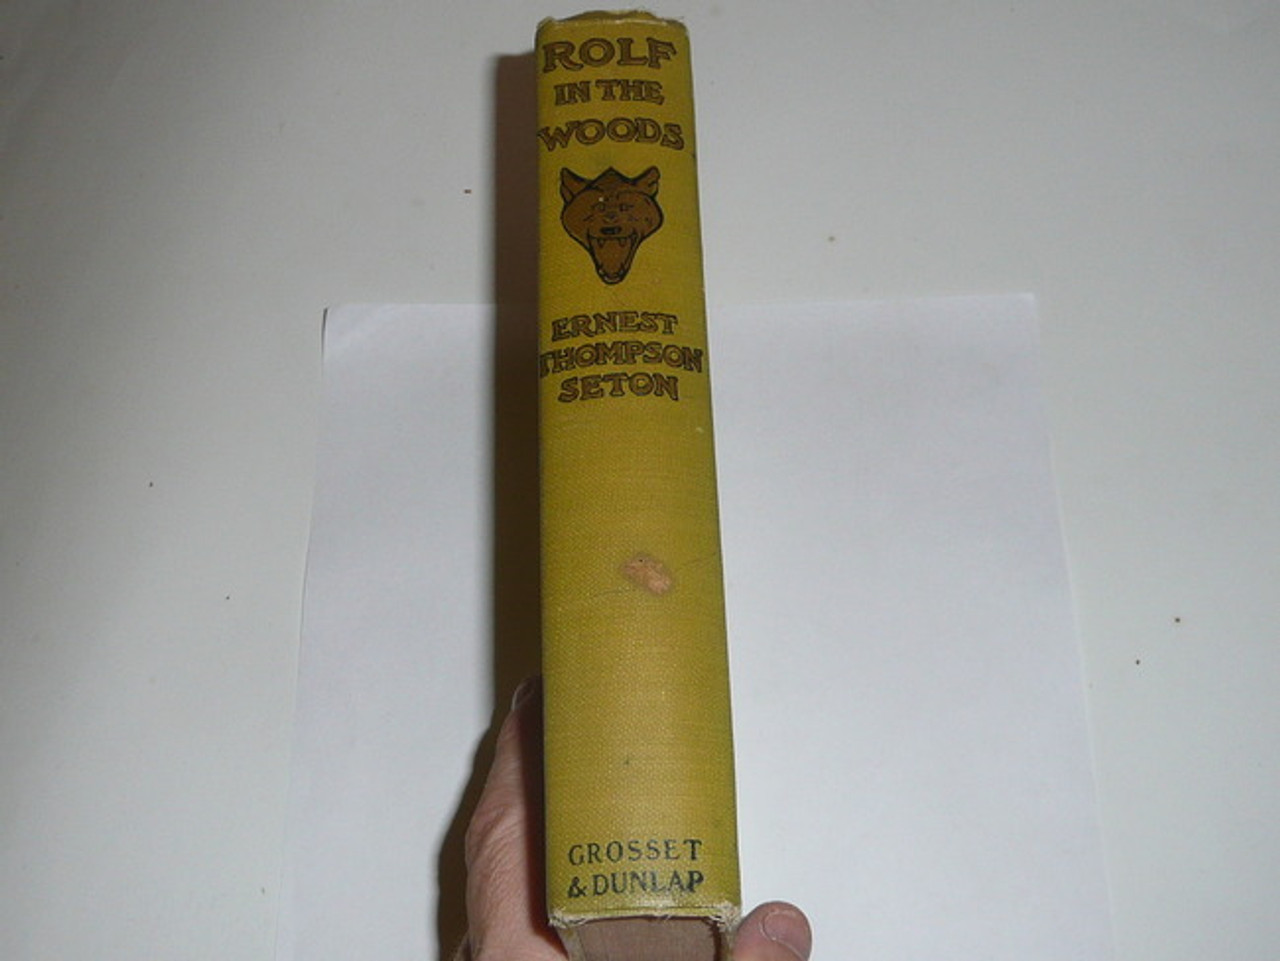 ROLF
IN THE
WOODS
ERNEST
THOMPSON
SETON
GROSSET
& DUNLAP